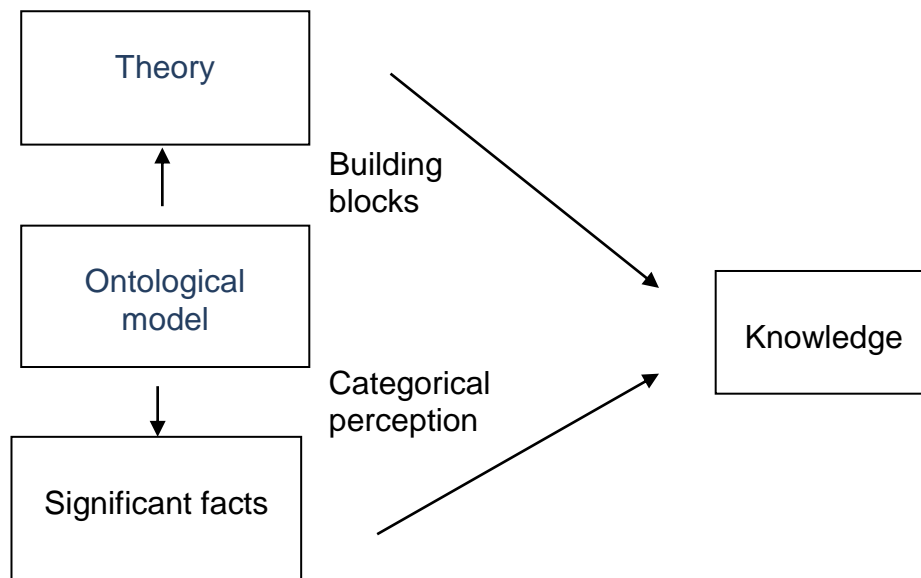 Theory
Building
blocks
Ontological
model
Knowledge
Categorical
perception
Significant facts